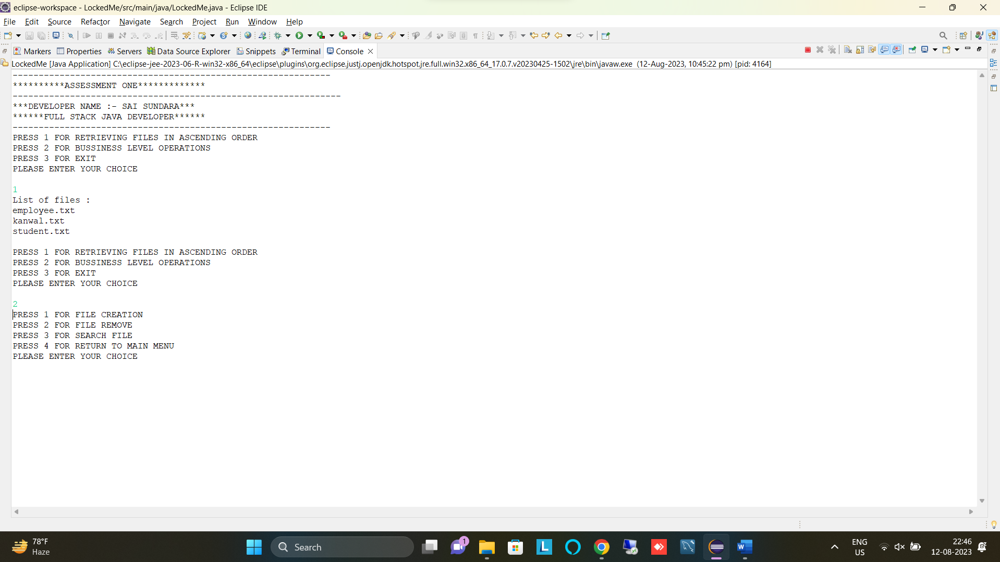 eclipse-workspace - LockedMe/src/main/java/LockedMe.java - Eclipse IDE
File Edit Source Refactor Navigate Search Project Run Window Help
Markers Properties Servers Data Source Explorer Snippets Terminal Console
LockedMe [Java Application] C:\eclipse-jee-2023-06-R-win32-x86_64\eclipse\plugins\org.eclipse.justj.openjdk.hotspot.jre.full.win32.x86_64_17.0.7.v20230425-1502\jre\bin\javaw.exe (12-Aug-2023, 10:45:22 pm) [pid: 4164]
-------------------------------------------------------------
**********ASSESSMENT ONE*************
---------------------------------------------------------------
***DEVELOPER NAME :- SAI SUNDARA***
******FULL STACK JAVA DEVELOPER******
-------------------------------------------------------------
PRESS 1 FOR RETRIEVING FILES IN ASCENDING ORDER
PRESS 2 FOR BUSSINESS LEVEL OPERATIONS
PRESS 3 FOR EXIT
PLEASE ENTER YOUR CHOICE
1
List of files :
employee.txt
kanwal.txt
student.txt
PRESS 1 FOR RETRIEVING FILES IN ASCENDING ORDER
PRESS 2 FOR BUSSINESS LEVEL OPERATIONS
PRESS 3 FOR EXIT
PLEASE ENTER YOUR CHOICE
2
PRESS 1 FOR FILE CREATION
PRESS 2 FOR FILE REMOVE
PRESS 3 FOR SEARCH FILE
PRESS 4 FOR RETURN TO MAIN MENU
PLEASE ENTER YOUR CHOICE
78°F
Haze
Search
1
L
W
ENG
US
22:46
12-08-2023